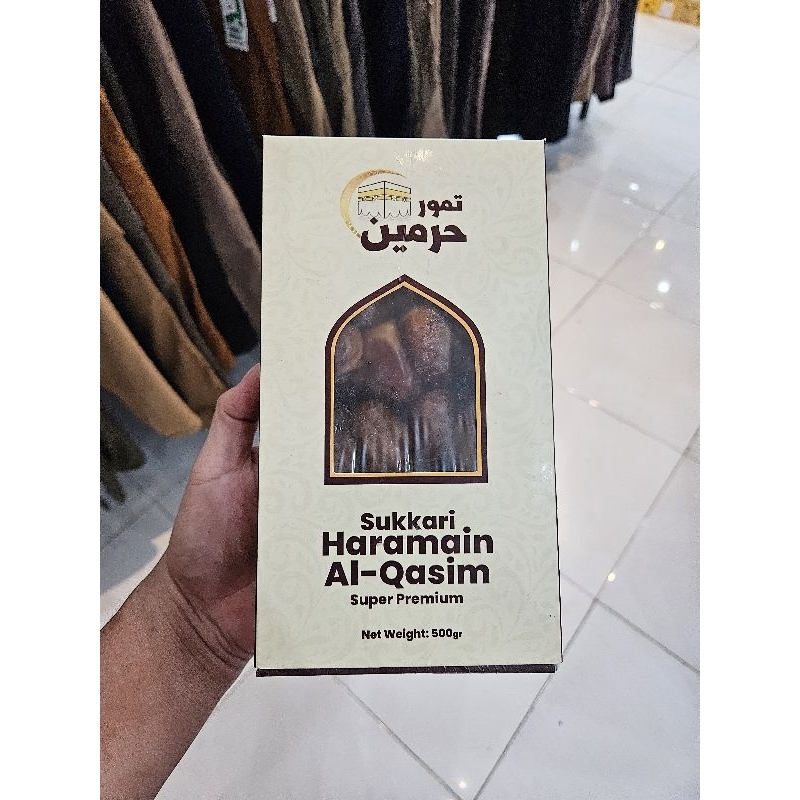 تمور
حرمين
Sukkari
Haramain
Al-Qasim
Super Premium
Net Weight: 500gr